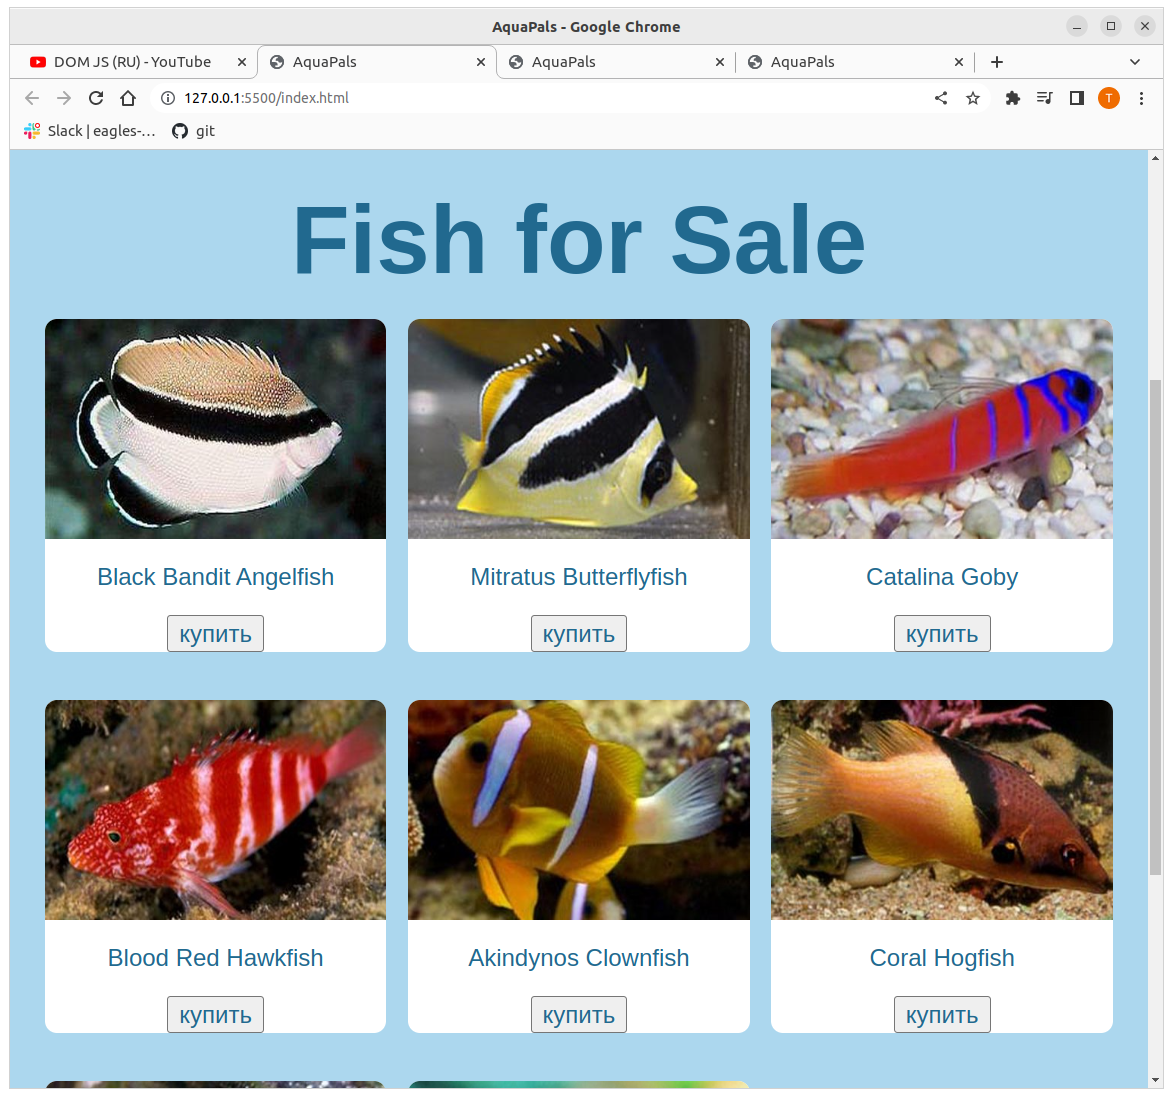 AquaPals - Google Chrome
DOM JS (RU) - YouTube
AquaPals
AquaPals
AquaPals
127.0.0.1:5500/index.html
T
Slack | eagles-...
git
Fish for Sale
Black Bandit Angelfish
Mitratus Butterflyfish
Catalina Goby
купить
купить
купить
Blood Red Hawkfish
Akindynos Clownfish
Coral Hogfish
купить
купить
купить